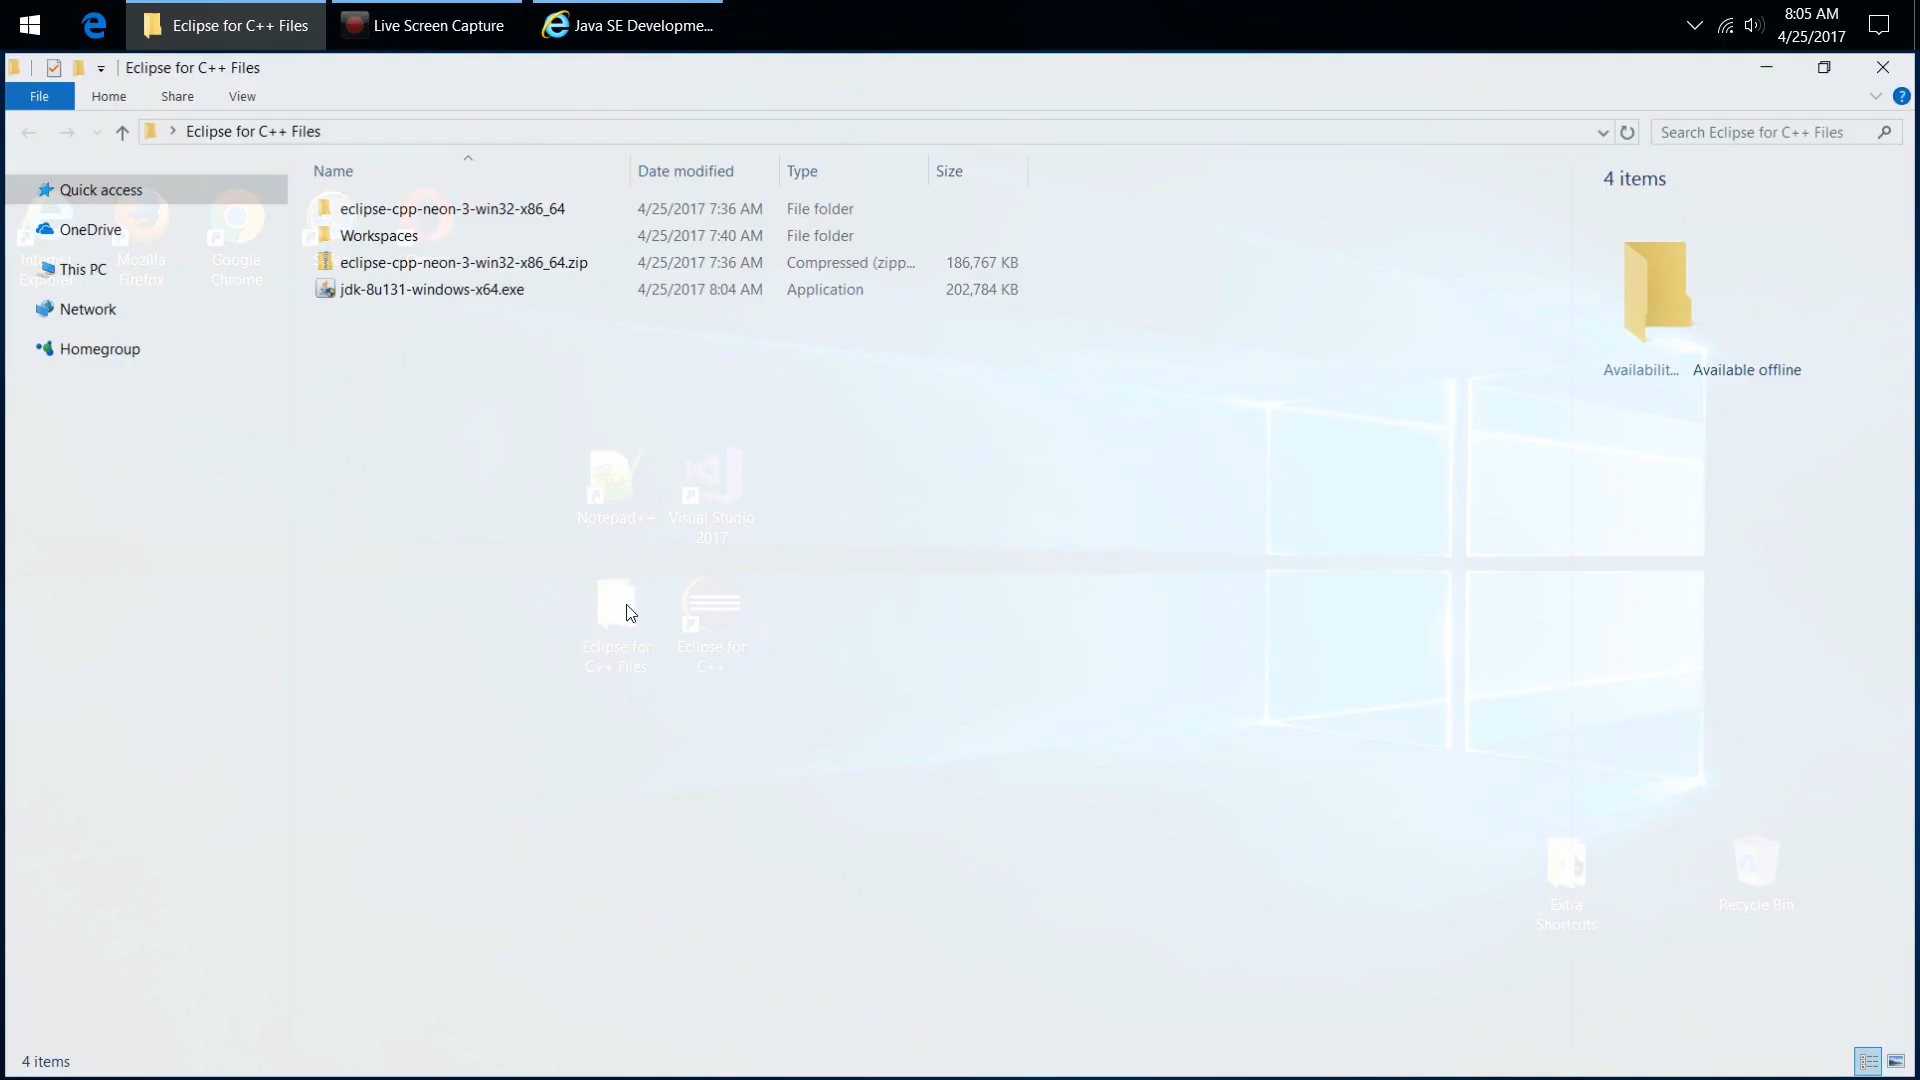 Eclipse for C++ Files
Live Screen Capture
Java SE Developme...
8:05 AM
4/25/2017
Eclipse for C++ Files
File
Home
Share
View
?
Eclipse for C++ Files
Search Eclipse for C++ Files
Name
Date modified
Type
Size
eclipse-cpp-neon-3-win32-x86_64
4/25/2017 7:36 AM
File folder
Workspaces
4/25/2017 7:40 AM
File folder
eclipse-cpp-neon-3-win32-x86_64.zip
4/25/2017 7:36 AM
Compressed (zipp...
186,767 KB
jdk-8u131-windows-x64.exe
4/25/2017 8:04 AM
Application
202,784 KB
Quick access
OneDrive
This PC
Network
Homegroup
4 items
Availabilit...
Available offline
Internet
Explorer
Mozilla
Firefox
Google
Chrome
Notepad++
Visual Studio
2017
Eclipse for
C++ Files
Eclipse for
C++
Extra
Shortcuts
Recycle Bin
4 items